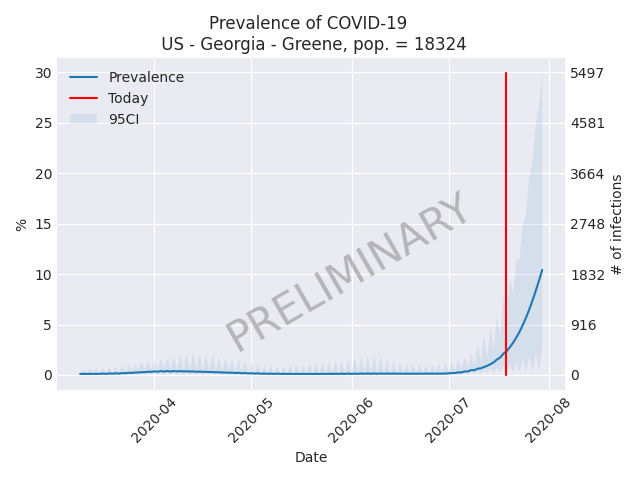 Prevalence of COVID-19
US - Georgia - Greene, pop. = 18324
Prevalence
Today
95CI
30
25
20
15
10
5
0
%
5497
4581
3664
2748
1832
916
0
# of infections
PRELIMINARY
2020-04
2020-05
2020-06
2020-07
2020-08
Date